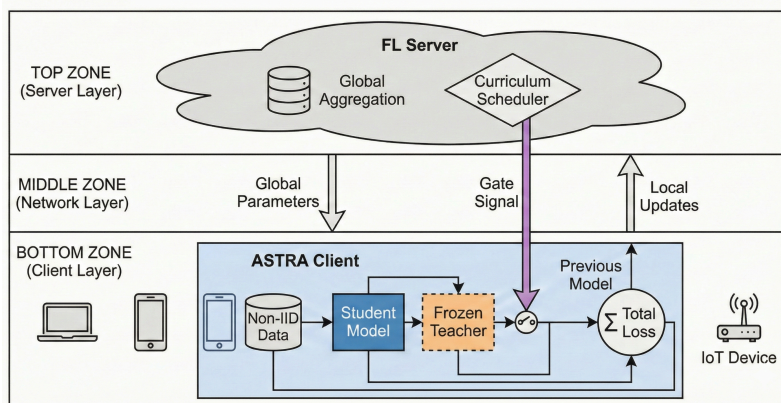 FL Server
TOP ZONE
(Server Layer)
Global
Aggregation
Curriculum
Scheduler
MIDDLE ZONE
(Network Layer)
Global
Parameters
Gate
Signal
Local
Updates
BOTTOM ZONE
(Client Layer)
ASTRA Client
Previous
Model
Non-IID
Data
Student
Model
Frozen
Teacher
Σ Total
Loss
IoT Device